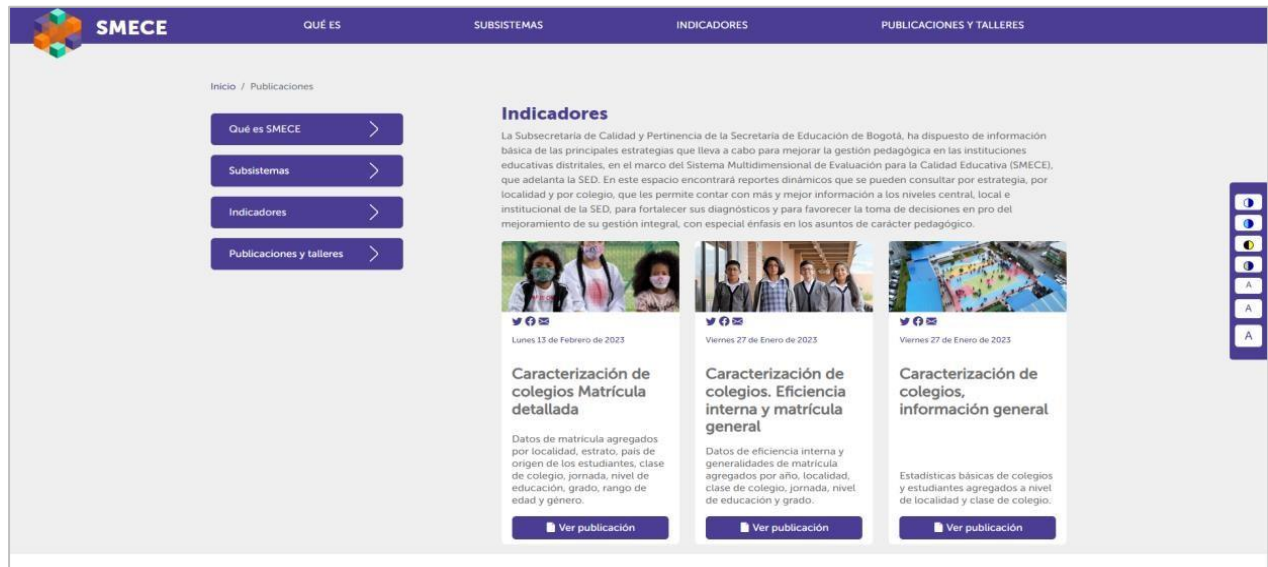 SMECE
QUÉ ES
SUBSISTEMAS
INDICADORES
PUBLICACIONES Y TALLERES
Inicio / Publicaciones
Qué es SMECE
Subsistemas
Indicadores
Publicaciones y talleres
Indicadores
La Subsecretaría de Calidad y Pertinencia de la Secretaría de Educación de Bogotá, ha dispuesto de información
básica de las principales estrategias que lleva a cabo para mejorar la gestión pedagógica en las instituciones
educativas distritales, en el marco del Sistema Multidimensional de Evaluación para la Calidad Educativa (SMECE),
que adelanta la SED. En este espacio encontrará reportes dinámicos que se pueden consultar por estrategia, por
localidad y por colegio, que les permite contar con más y mejor información a los niveles central, local e
institucional de la SED, para fortalecer sus diagnósticos y para favorecer la toma de decisiones en pro del
mejoramiento de su gestión integral, con especial énfasis en los asuntos de carácter pedagógico.
Lunes 13 de Febrero de 2023
Caracterización de
colegios Matrícula
detallada
Datos de matricula agregados
por localidad, estrato, país de
origen de los estudiantes, clase
de colegio, jornada, nivel de
educación, grado, rango de
edad y género.
Ver publicación
Viernes 27 de Enero de 2023
Caracterización de
colegios. Eficiencia
interna y matrícula
general
Datos de eficiencia interna y
generalidades de matrícula
agregados por año, localidad,
clase de colegio, jornada, nivel
de educación y grado.
Ver publicación
Viernes 27 de Enero de 2023
Caracterización de
colegios,
información general
Estadísticas básicas de colegios
y estudiantes agregados a nivel
de localidad y clase de colegio.
Ver publicación
A
A
A